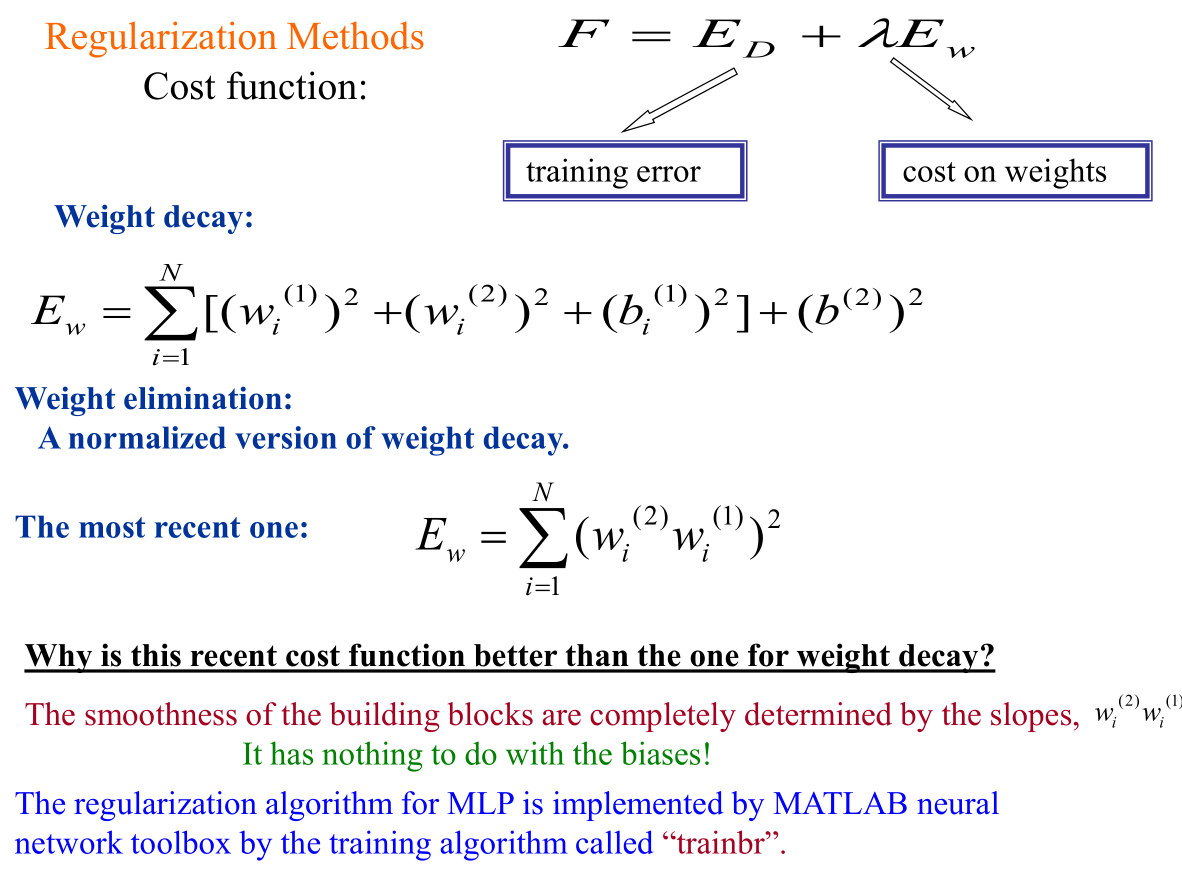 Regularization Methods
F = E_D + λE_w
Cost function:
training error
cost on weights
Weight decay:
E_w = \sum_{i=1}^{N} [(w_i^{(1)})^2 + (w_i^{(2)})^2 + (b_i^{(1)})^2] + (b^{(2)})^2
Weight elimination:
A normalized version of weight decay.
The most recent one: E_w = \sum_{i=1}^{N} (w_i^{(2)} w_i^{(1)})^2
Why is this recent cost function better than the one for weight decay?
The smoothness of the building blocks are completely determined by the slopes, w_i^{(2)} w_i^{(1)}
It has nothing to do with the biases!
The regularization algorithm for MLP is implemented by MATLAB neural
network toolbox by the training algorithm called “trainbr”.